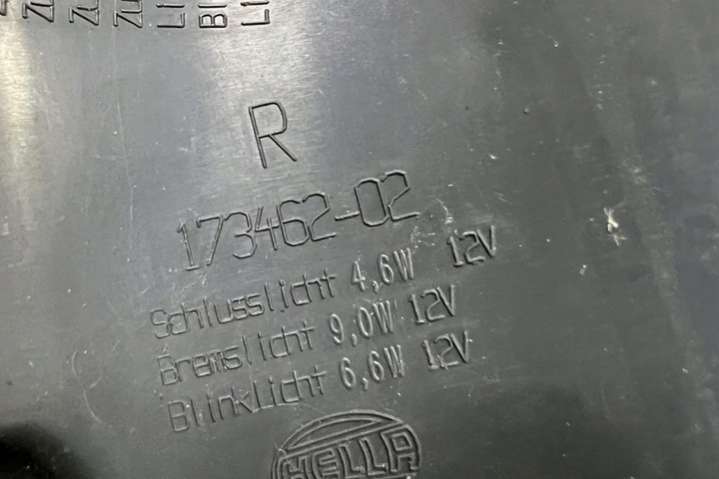 R
173462-02
Schlusslicht 4,6W 12V
Bremslicht 9,0W 12V
Blinklicht 6,6W 12V
HELLA